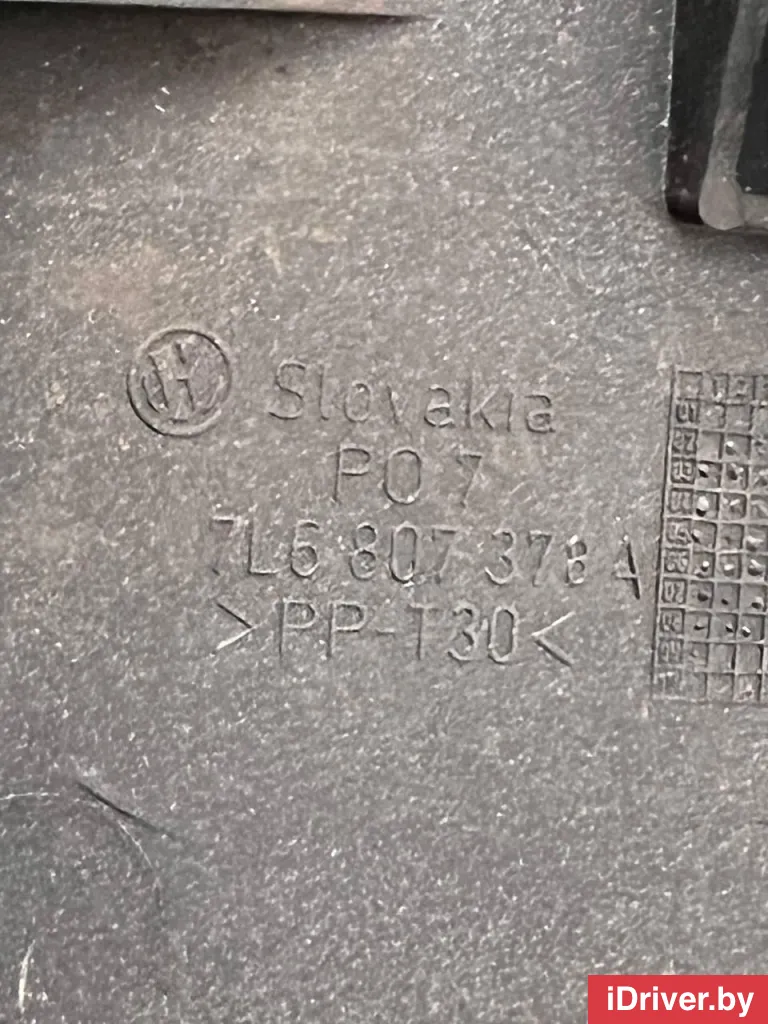 Slovakia
PO 7
7L6 807 378 A
>PP-T30<
iDriver.by